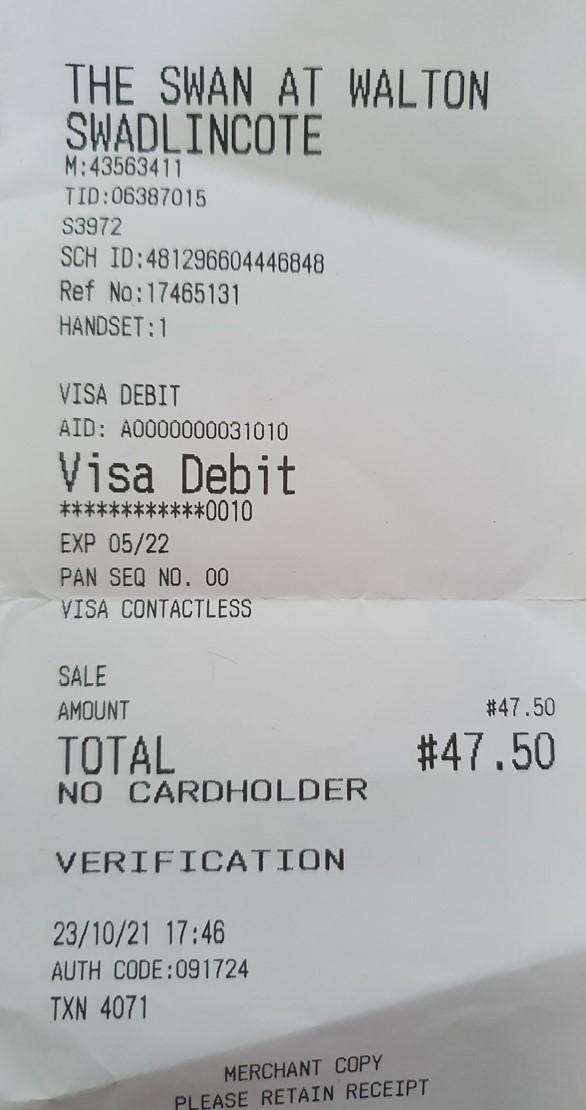 THE SWAN AT WALTON
SWADLINCOTE
M:43563411
TID:06387015
S3972
SCH ID:481296604446848
Ref No:17465131
HANDSET:1
VISA DEBIT
AID: A0000000031010
Visa Debit
************0010
EXP 05/22
PAN SEQ NO. 00
VISA CONTACTLESS
SALE
AMOUNT #47.50
TOTAL #47.50
NO CARDHOLDER
VERIFICATION
23/10/21 17:46
AUTH CODE:091724
TXN 4071
MERCHANT COPY
PLEASE RETAIN RECEIPT